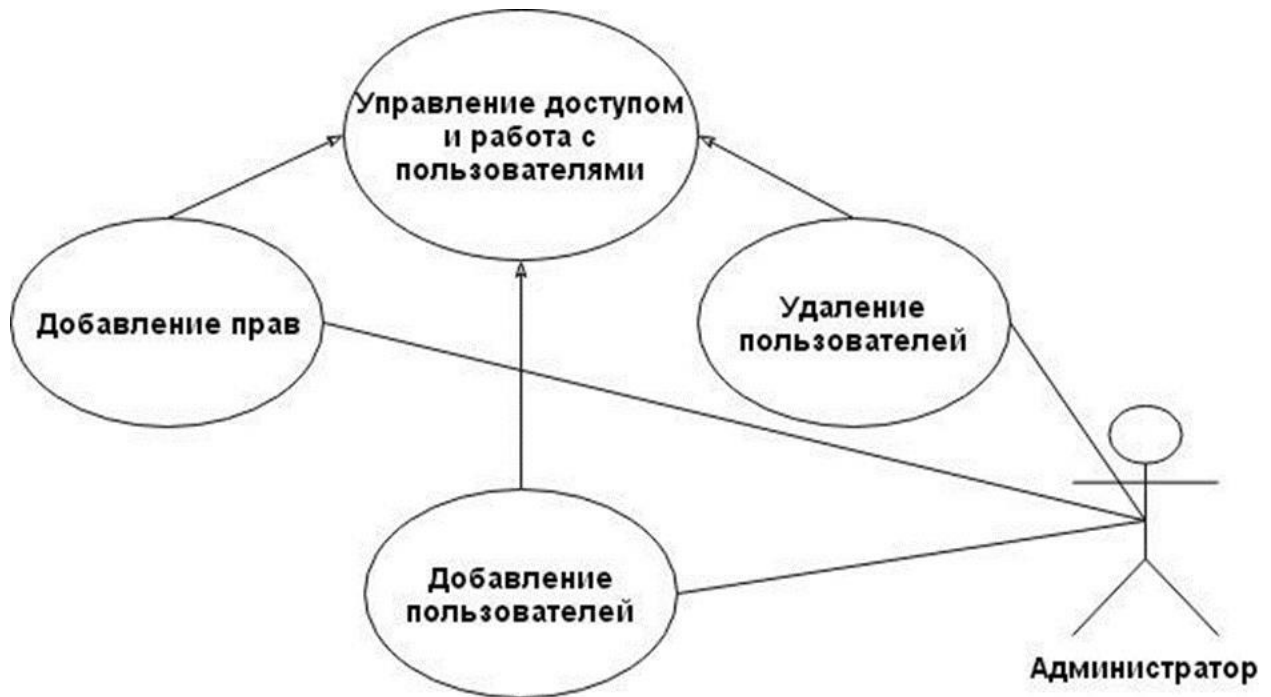 Управление доступом
и работа с
пользователями
Добавление прав
Удаление
пользователей
Добавление
пользователей
Администратор